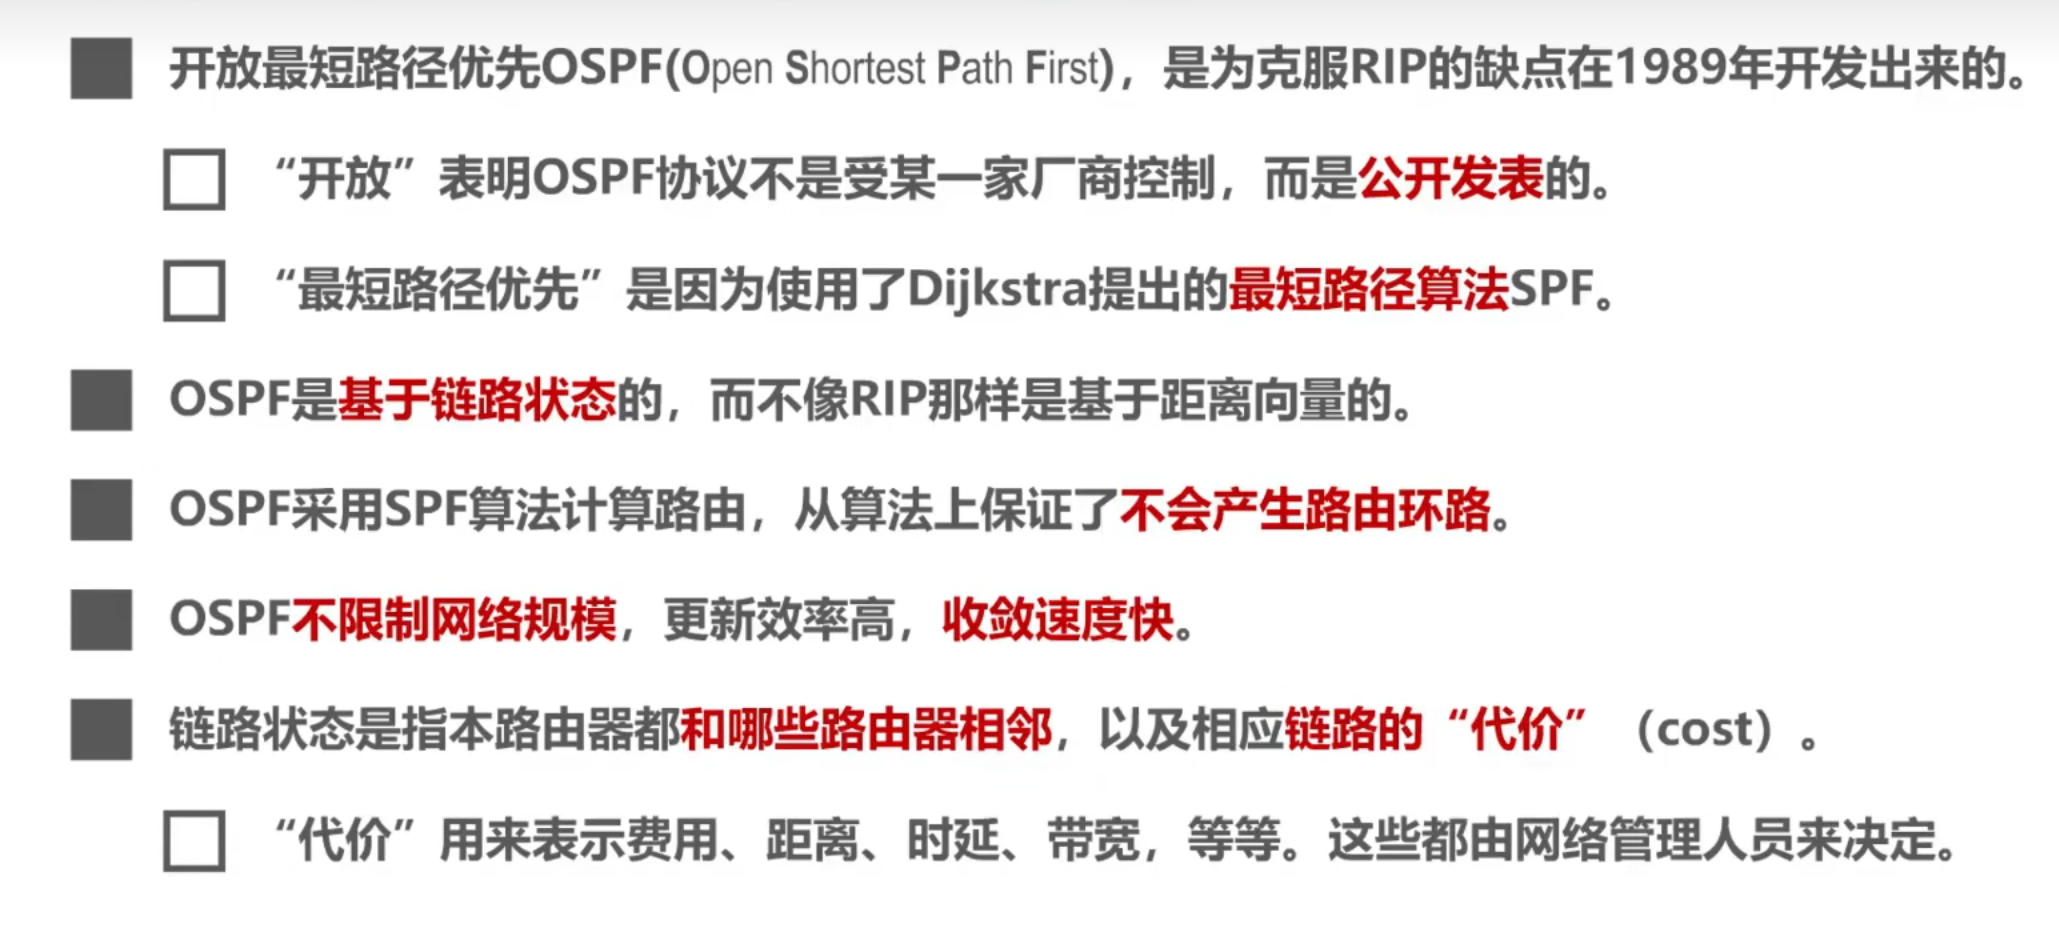 开放最短路径优先OSPF(Open Shortest Path First)，是为克服RIP的缺点在1989年开发出来的。
“开放”表明OSPF协议不是受某一家厂商控制，而是公开发表的。
“最短路径优先”是因为使用了Dijkstra提出的最短路径算法SPF。
OSPF是基于链路状态的，而不像RIP那样是基于距离向量的。
OSPF采用SPF算法计算路由，从算法上保证了不会产生路由环路。
OSPF不限制网络规模，更新效率高，收敛速度快。
链路状态是指本路由器都和哪些路由器相邻，以及相应链路的“代价”（cost）。
“代价”用来表示费用、距离、时延、带宽，等等。这些都由网络管理人员来决定。